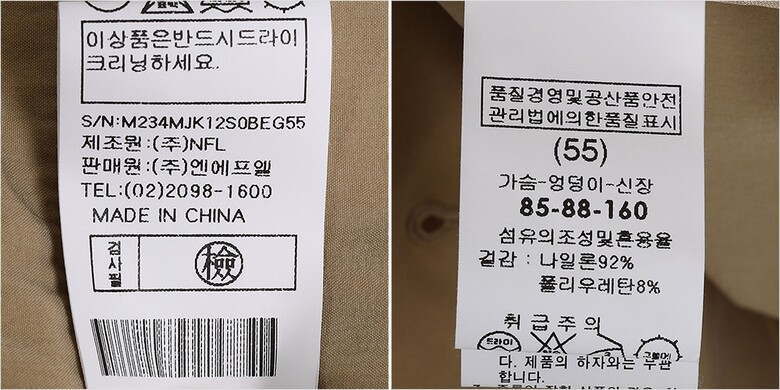 표백
이상품은반드시드라이
크리닝하세요.
S/N:M234MJK12S0BEG55
제조원:(주)NFL
판매원:(주)엔에프엘
TEL:(02)2098-1600
MADE IN CHINA
검사필
檢
품질경영및공산품안전
관리법에의한품질표시
(55)
가슴-엉덩이-신장
85-88-160
섬유의조성및혼용율
겉감 : 나일론92%
폴리우레탄8%
취급주의
드라이
다. 제품의 하자와는 무관
합니다.